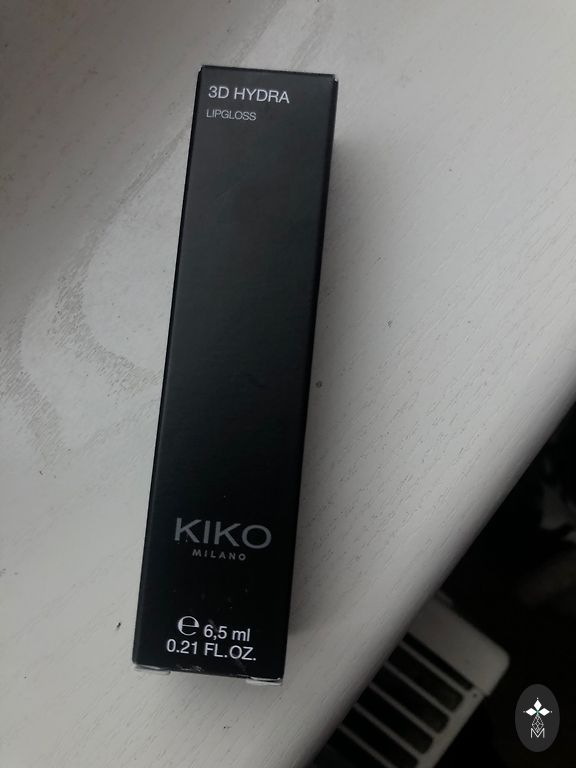 3D HYDRA
LIPGLOSS
KIKO
MILANO
℮ 6,5 ml
0.21 FL.OZ.
M